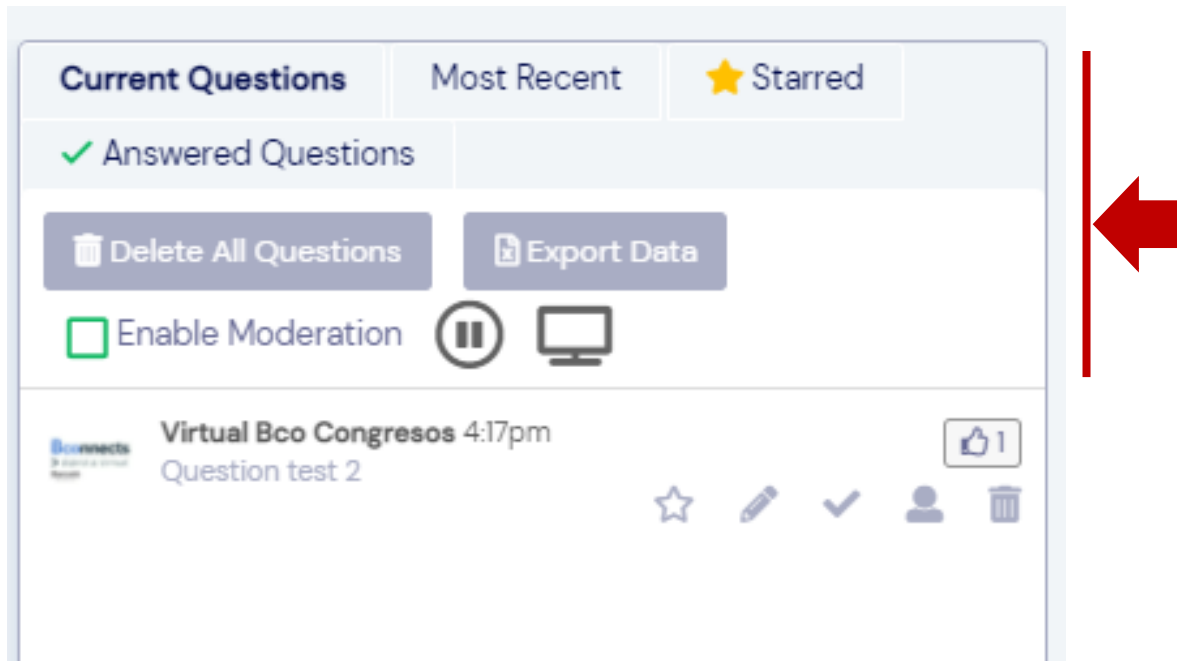 Current Questions Most Recent Starred
Answered Questions
Delete All Questions Export Data
Enable Moderation
Virtual Bco Congresos 4:17pm
1
Question test 2
Bconnects